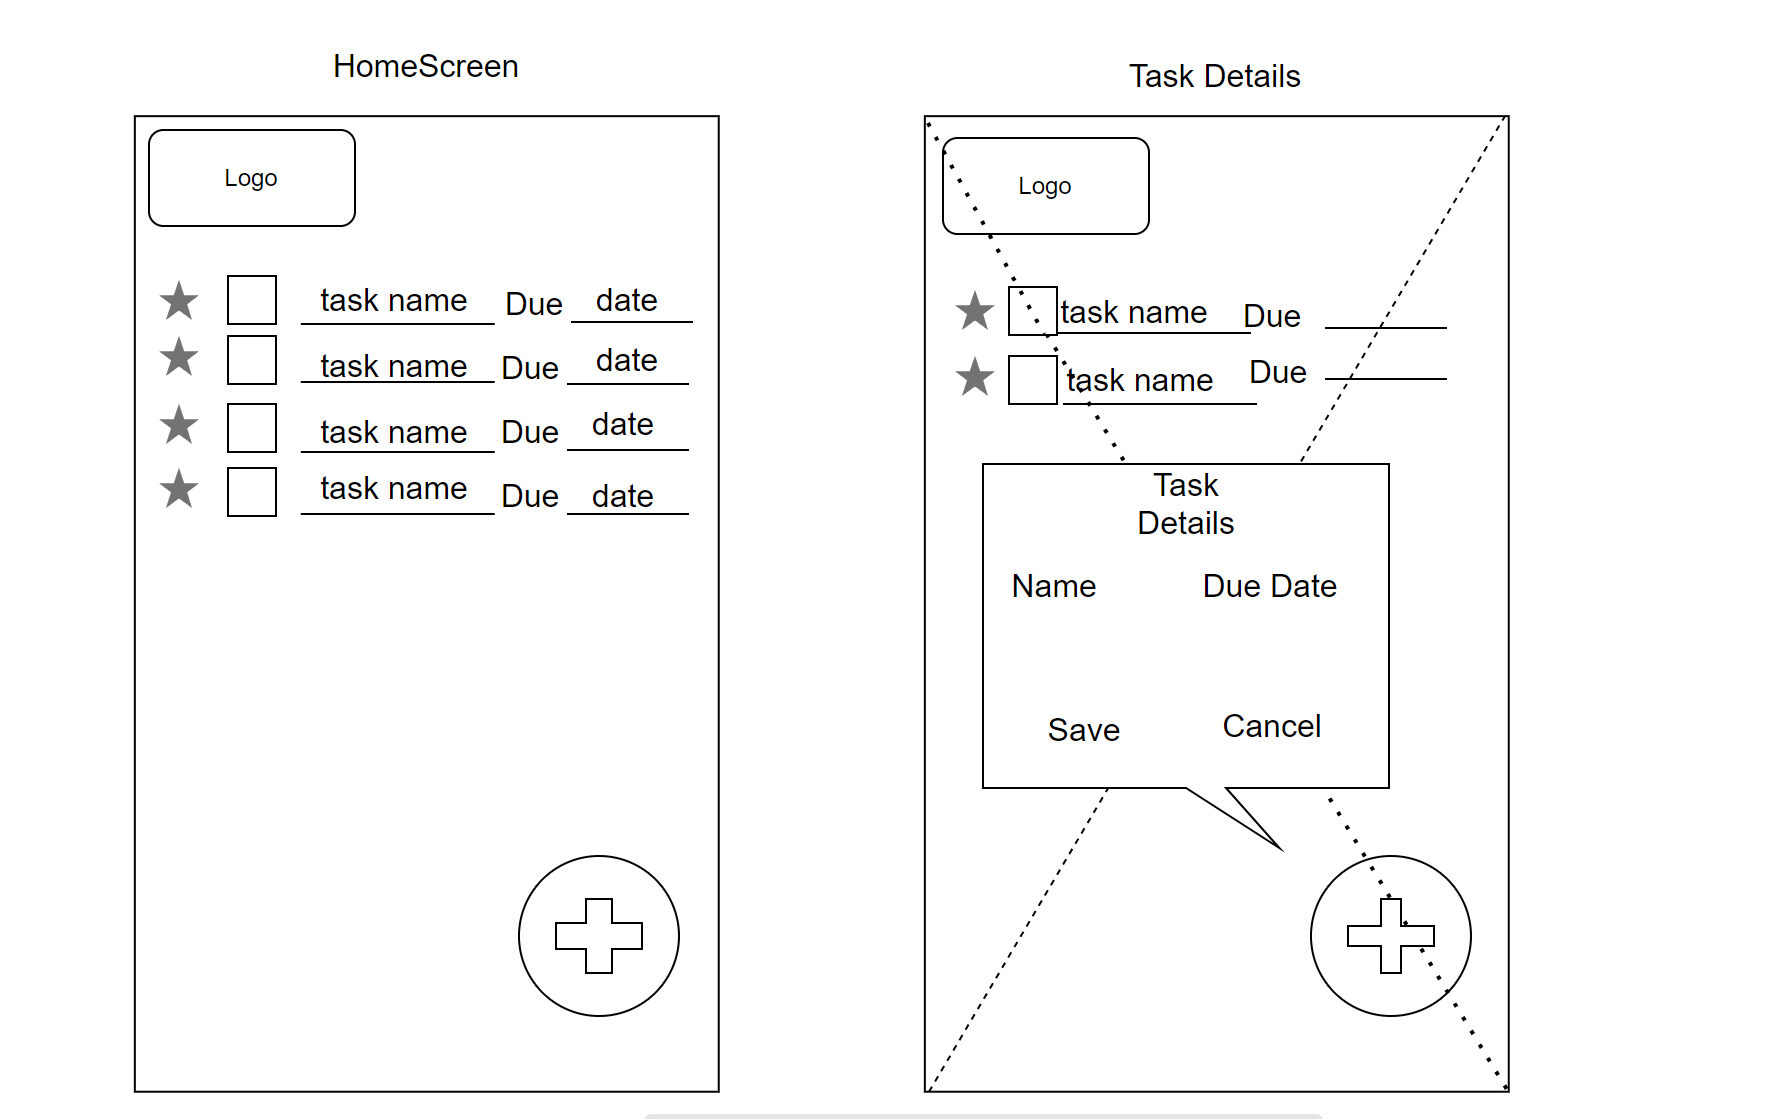 HomeScreen
Logo
task name Due date
task name Due date
task name Due date
task name Due date
Task Details
Logo
task name Due
task name Due
Task
Details
Name Due Date
Save Cancel